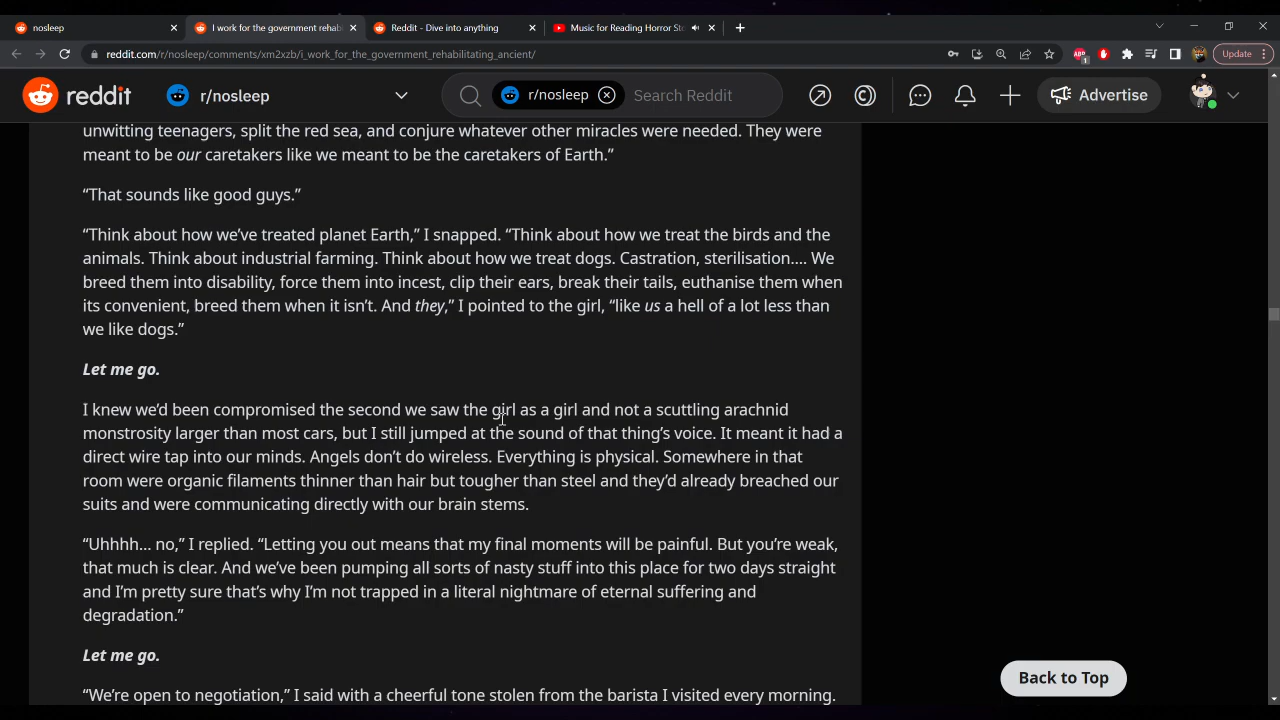 nosleep
I work for the government rehab
Reddit - Dive into anything
Music for Reading Horror Sto
reddit.com/r/nosleep/comments/xm2xzb/i_work_for_the_government_rehabilitating_ancient/
ABP
1
Update
reddit
r/nosleep
r/nosleep
Search Reddit
Advertise
unwitting teenagers, split the red sea, and conjure whatever other miracles were needed. They were
meant to be our caretakers like we meant to be the caretakers of Earth.”
“That sounds like good guys.”
“Think about how we’ve treated planet Earth,” I snapped. “Think about how we treat the birds and the
animals. Think about industrial farming. Think about how we treat dogs. Castration, sterilisation.... We
breed them into disability, force them into incest, clip their ears, break their tails, euthanise them when
its convenient, breed them when it isn’t. And they,” I pointed to the girl, “like us a hell of a lot less than
we like dogs.”
Let me go.
I knew we’d been compromised the second we saw the girl as a girl and not a scuttling arachnid
monstrosity larger than most cars, but I still jumped at the sound of that thing’s voice. It meant it had a
direct wire tap into our minds. Angels don’t do wireless. Everything is physical. Somewhere in that
room were organic filaments thinner than hair but tougher than steel and they’d already breached our
suits and were communicating directly with our brain stems.
“Uhhhh... no,” I replied. “Letting you out means that my final moments will be painful. But you’re weak,
that much is clear. And we’ve been pumping all sorts of nasty stuff into this place for two days straight
and I’m pretty sure that’s why I’m not trapped in a literal nightmare of eternal suffering and
degradation.”
Let me go.
“We’re open to negotiation,” I said with a cheerful tone stolen from the barista I visited every morning.
Back to Top